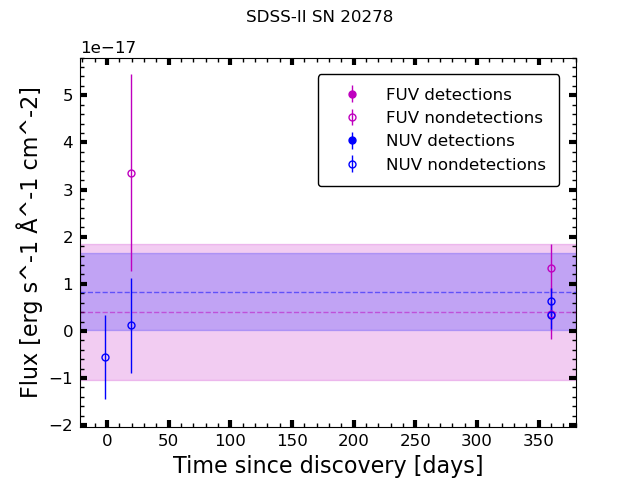 SDSS-II SN 20278
1e−17
FUV detections
FUV nondetections
NUV detections
NUV nondetections
5
4
3
2
1
0
−1
−2
Flux [erg s^-1 Å^-1 cm^-2]
0 50 100 150 200 250 300 350
Time since discovery [days]